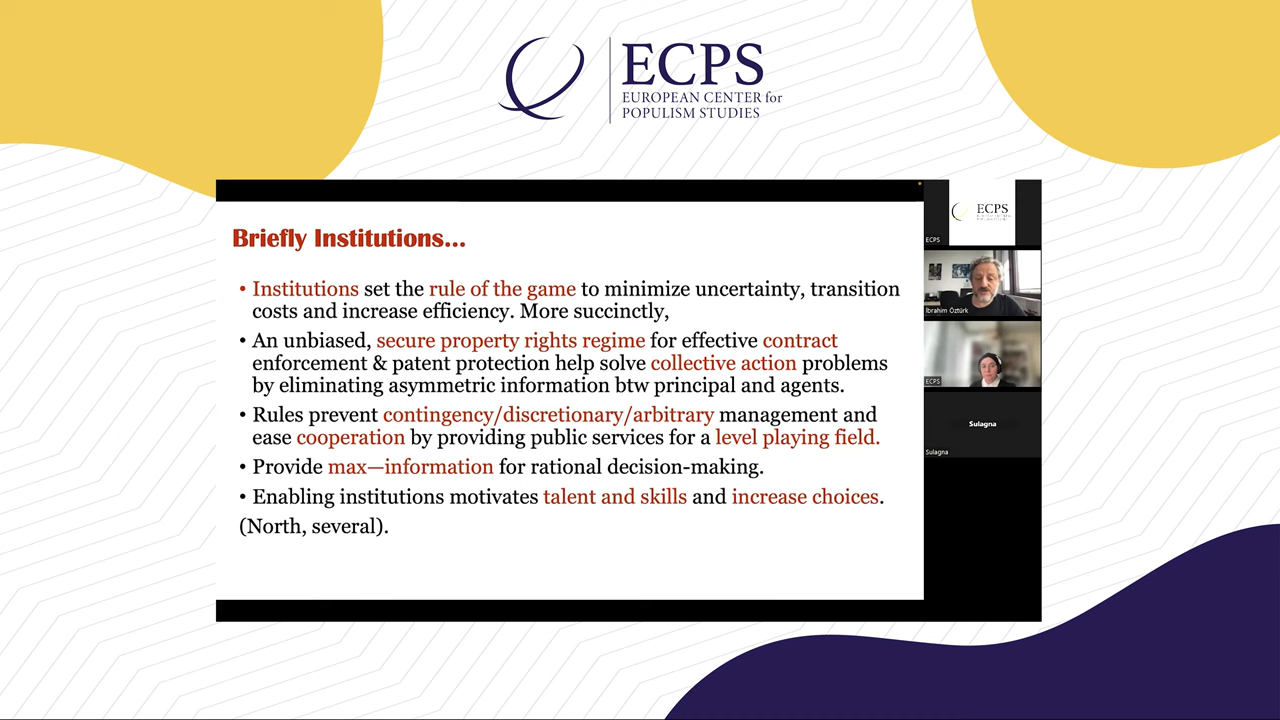 ECPS
EUROPEAN CENTER for
POPULISM STUDIES
Briefly Institutions...
• Institutions set the rule of the game to minimize uncertainty, transition
costs and increase efficiency. More succinctly,
• An unbiased, secure property rights regime for effective contract
enforcement & patent protection help solve collective action problems
by eliminating asymmetric information btw principal and agents.
• Rules prevent contingency/discretionary/arbitrary management and
ease cooperation by providing public services for a level playing field.
• Provide max—information for rational decision-making.
• Enabling institutions motivates talent and skills and increase choices.
(North, several).
ECPS
ECPS
İbrahim Öztürk
ECPS
Sulagna
Sulagna